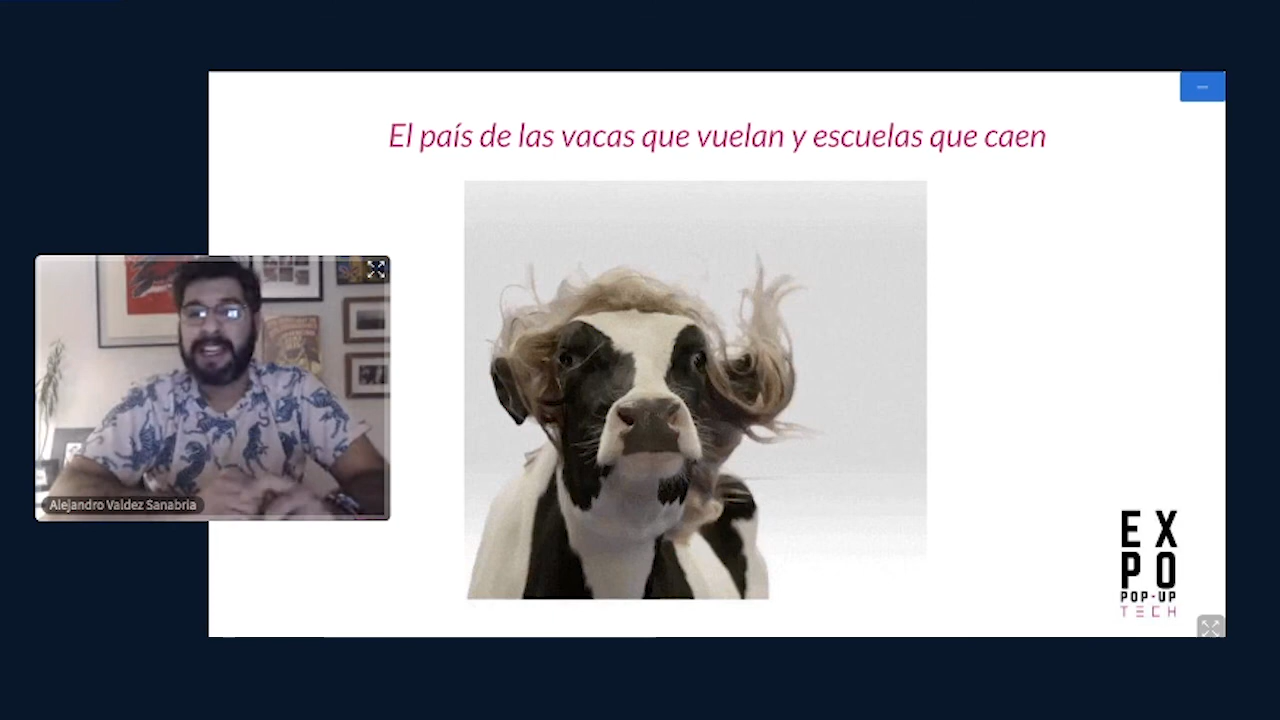 El país de las vacas que vuelan y escuelas que caen
Alejandro Valdez Sanabria
EX
PO
POP-UP
TECH